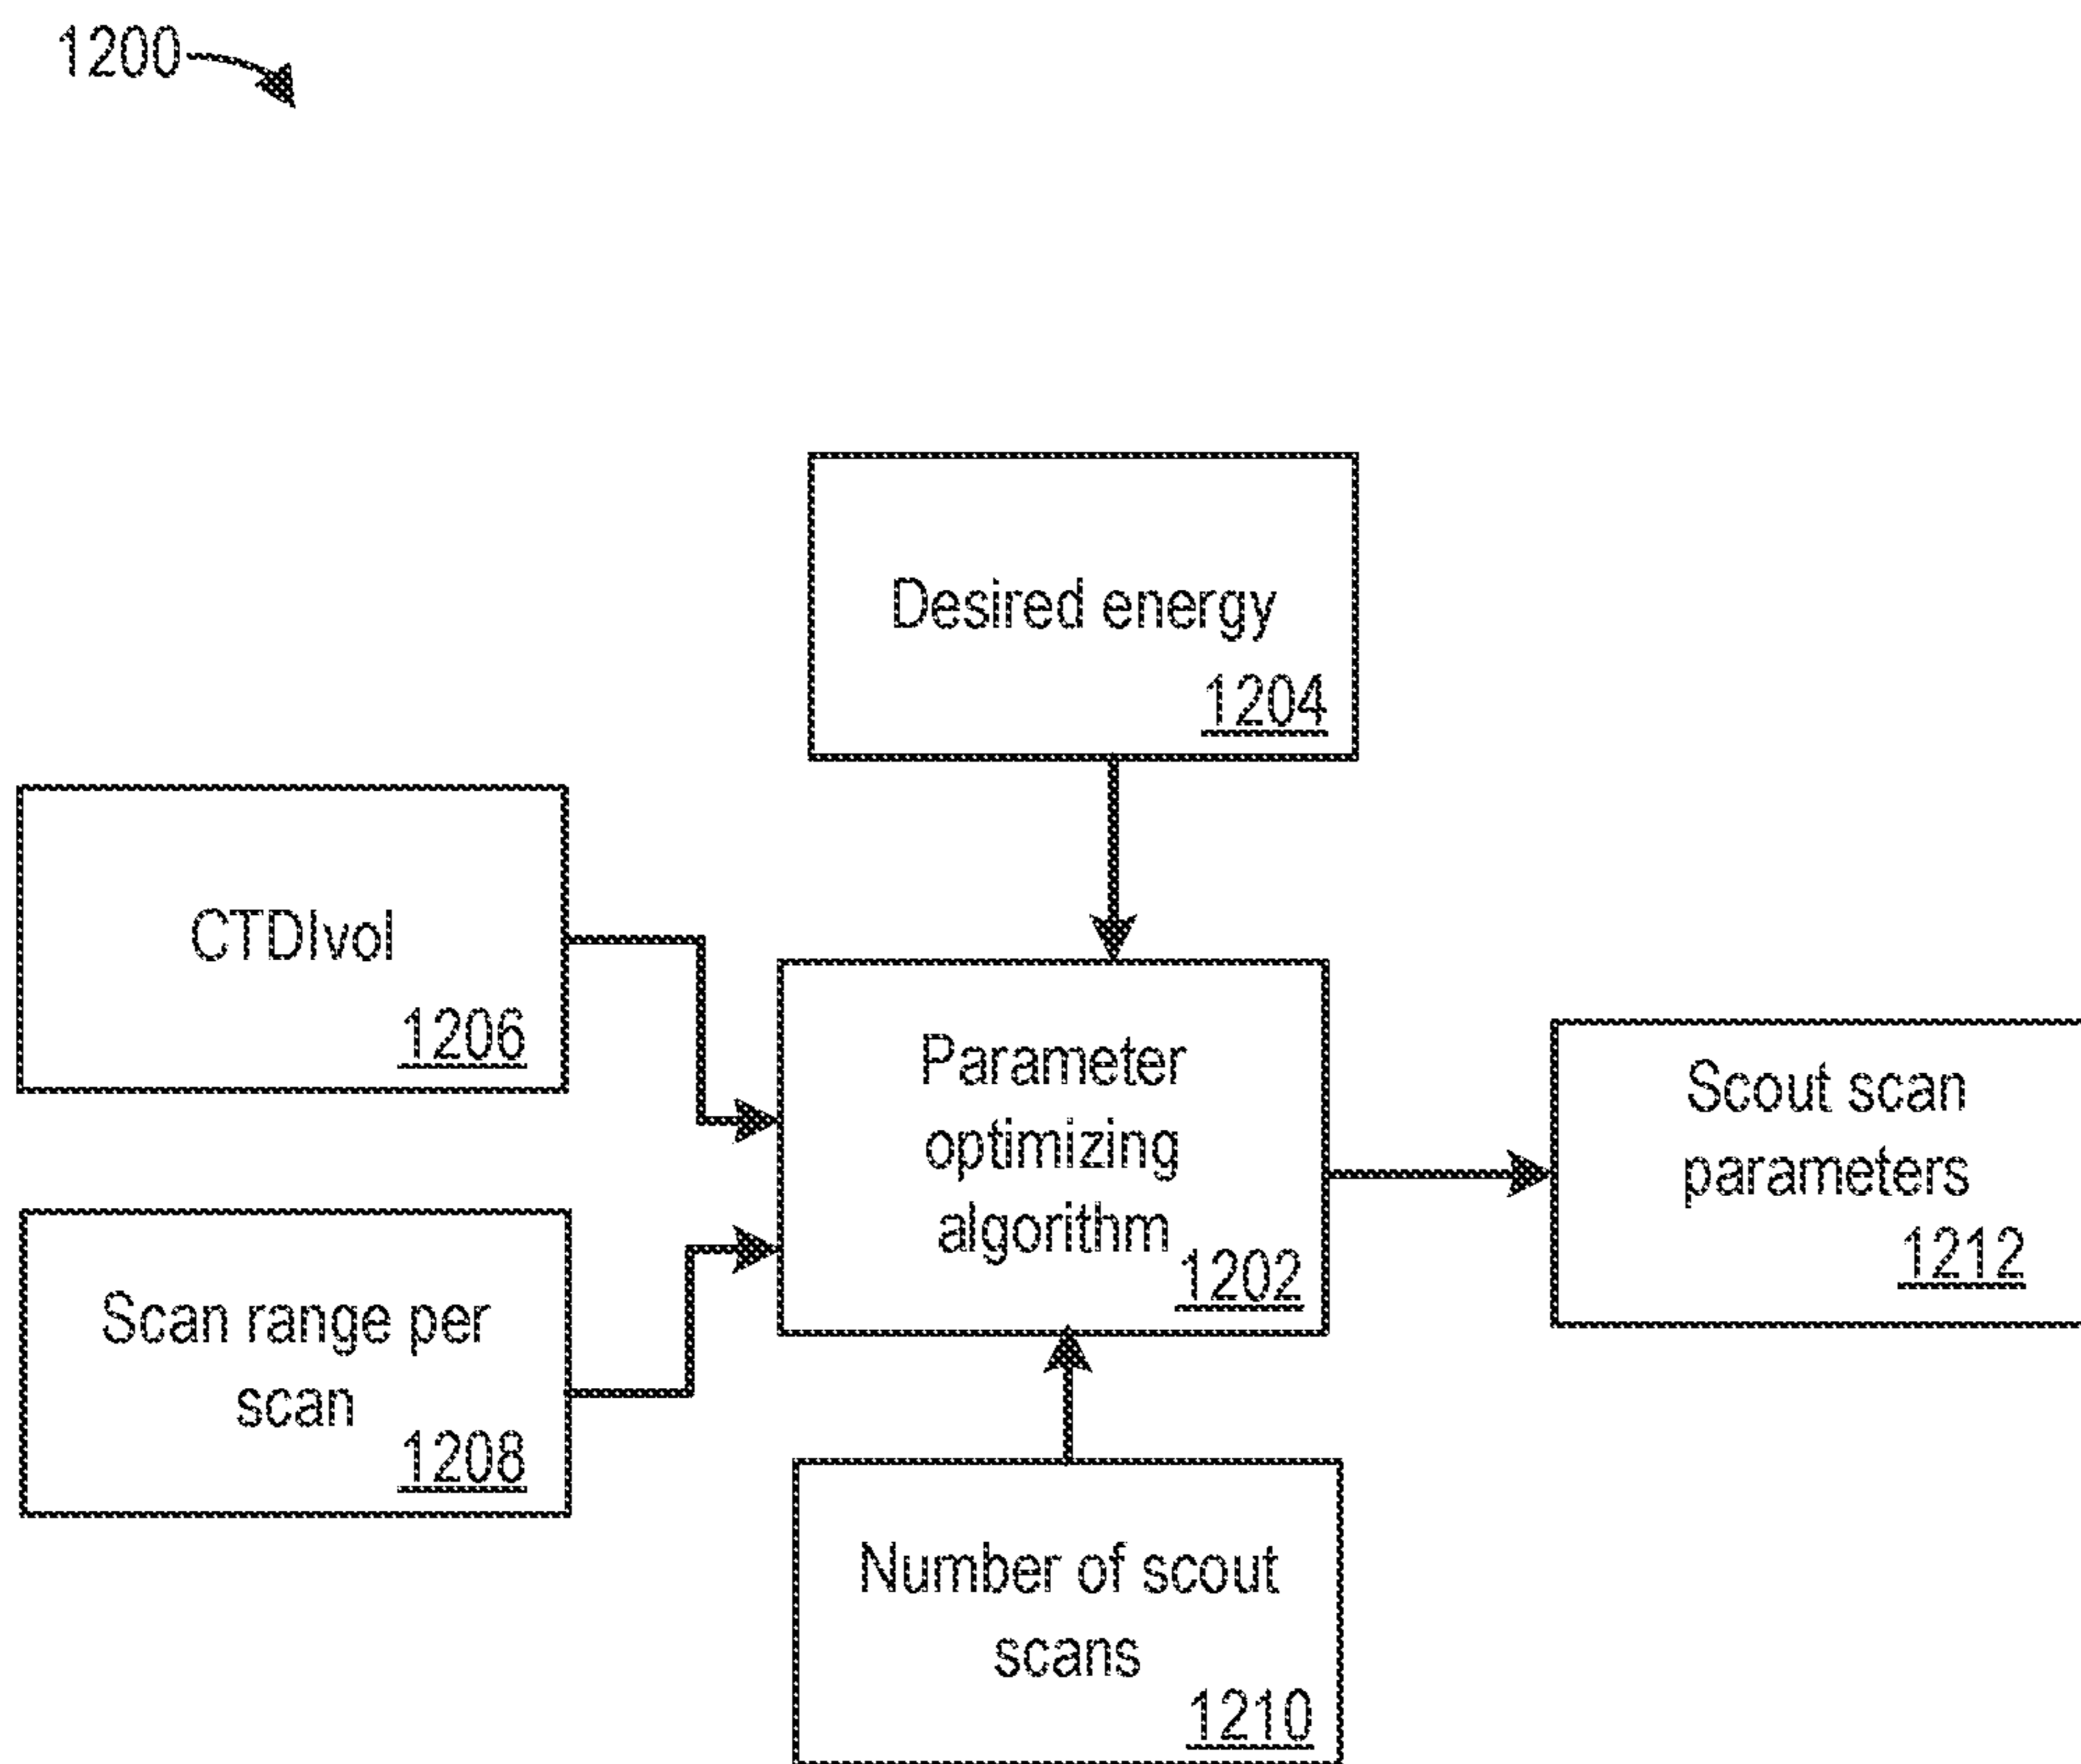 1200
Desired energy
1204
CTDIvol
1206
Parameter
optimizing
algorithm
1202
Scout scan
parameters
1212
Scan range per
scan
1208
Number of scout
scans
1210